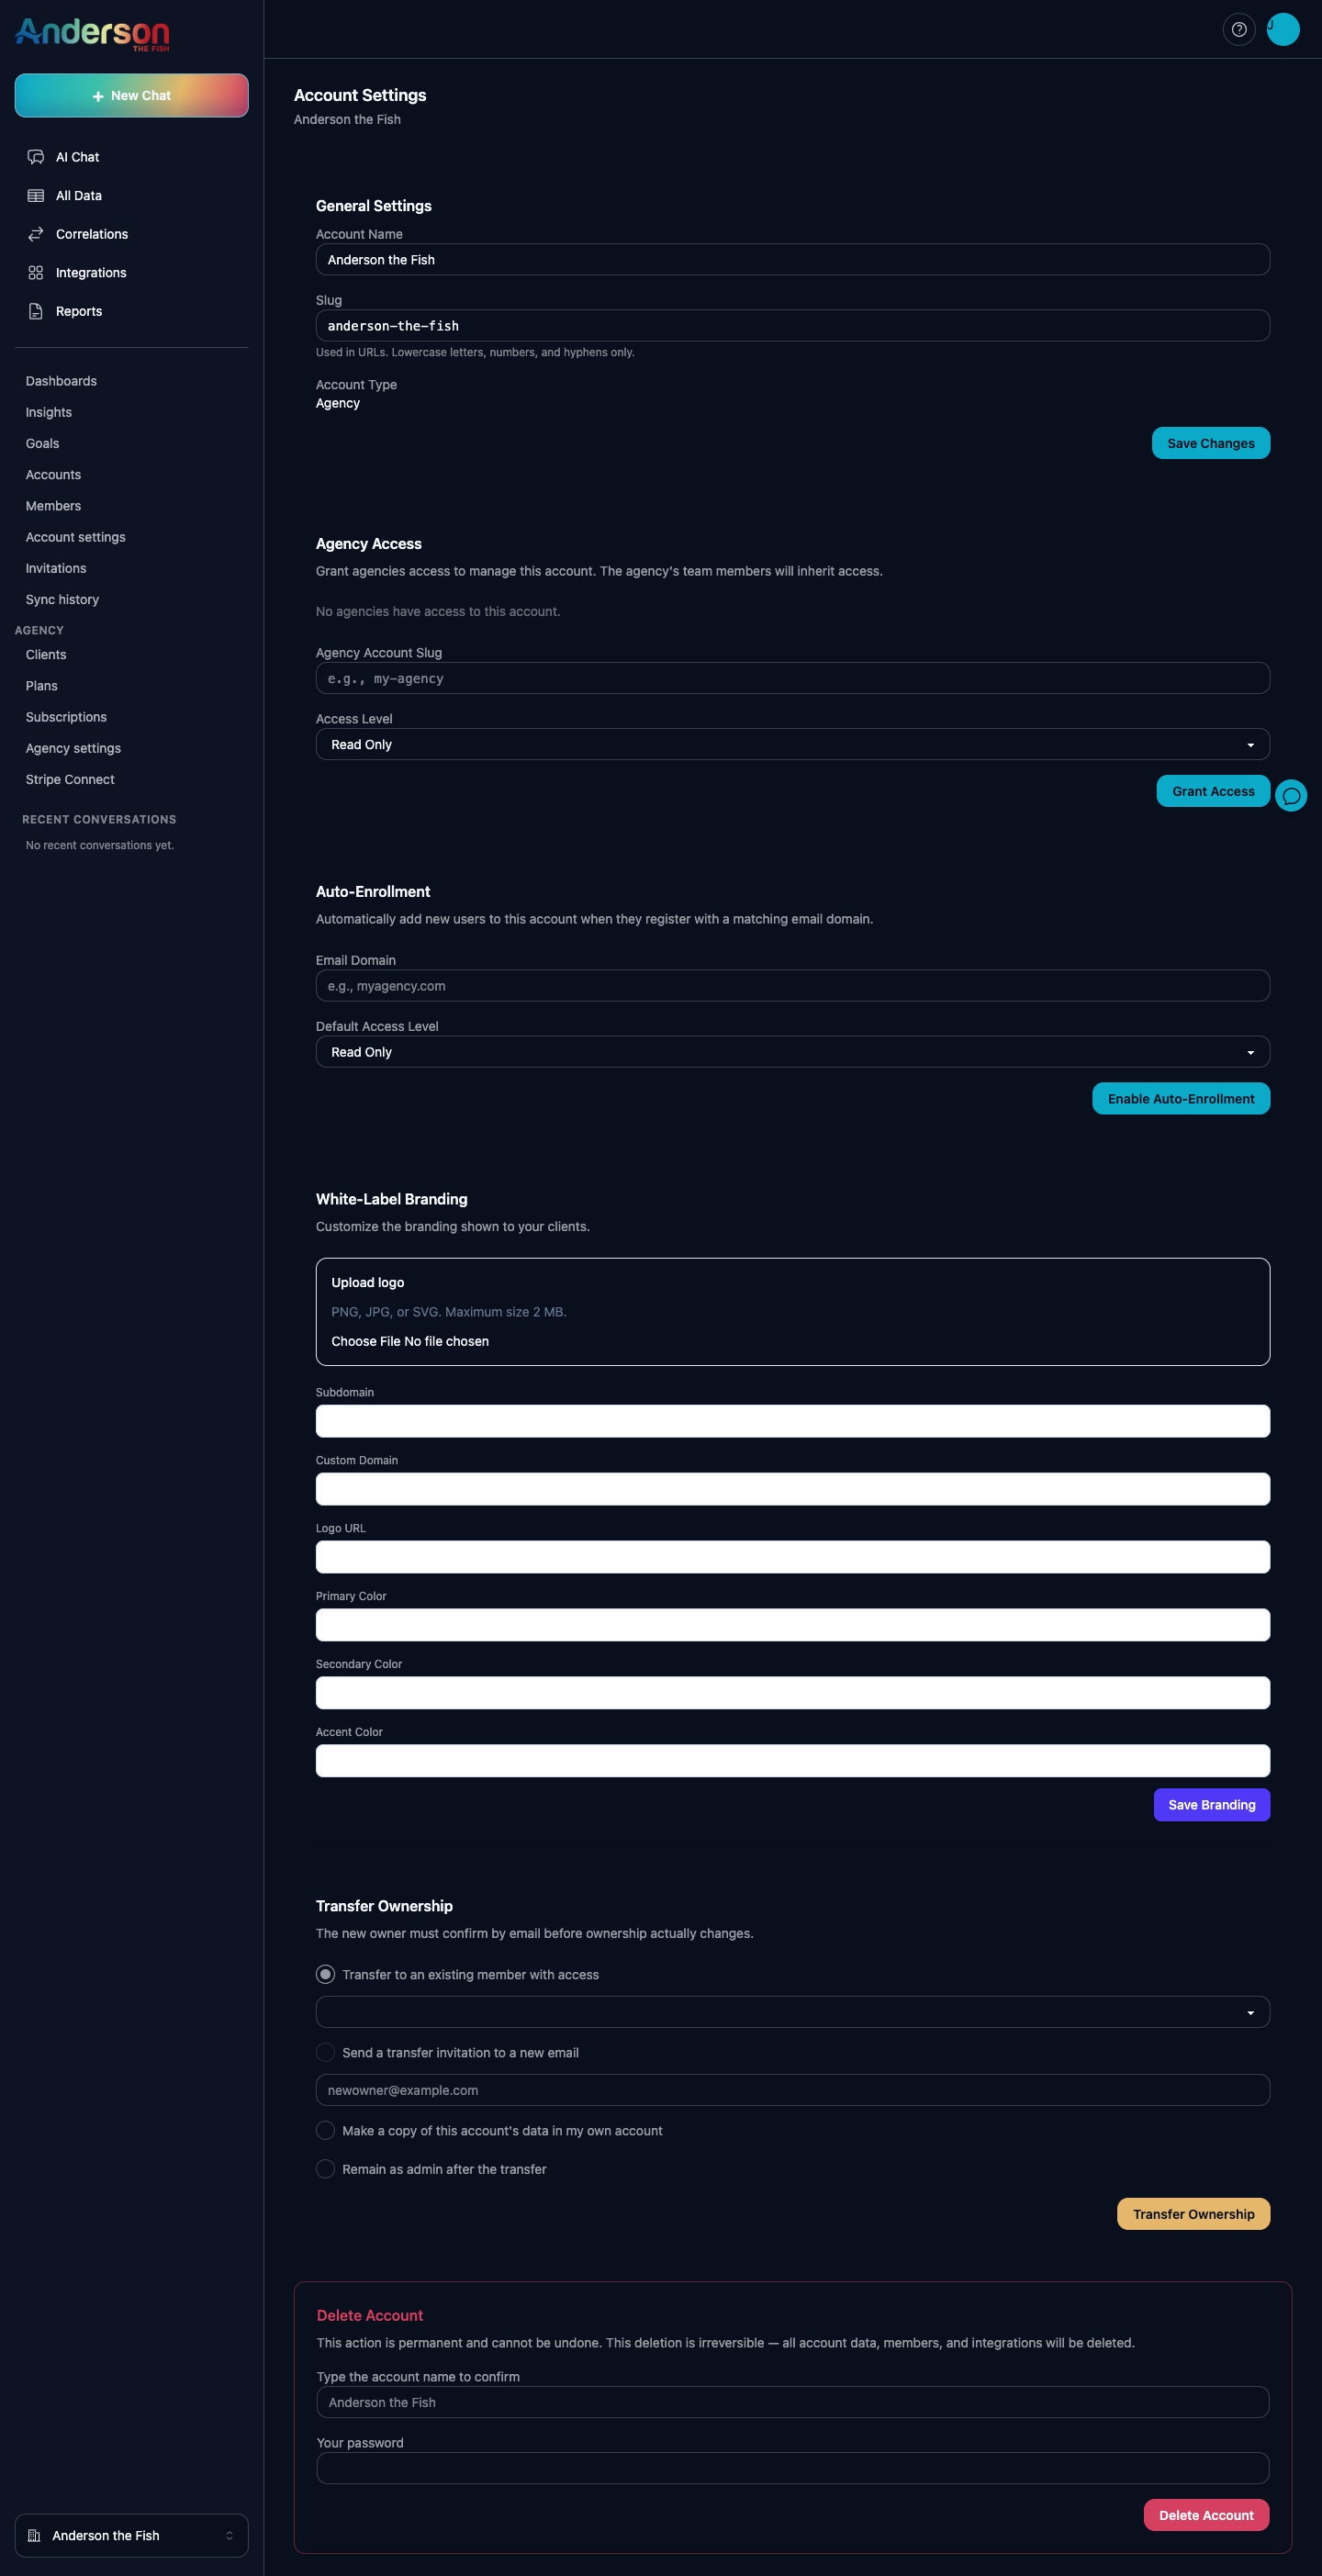 Anderson
THE FISH
+ New Chat
AI Chat
All Data
Correlations
Integrations
Reports
Dashboards
Insights
Goals
Accounts
Members
Account settings
Invitations
Sync history
AGENCY
Clients
Plans
Subscriptions
Agency settings
Stripe Connect
RECENT CONVERSATIONS
No recent conversations yet.
Anderson the Fish
?
J
Account Settings
Anderson the Fish
General Settings
Account Name
Anderson the Fish
Slug
anderson-the-fish
Used in URLs. Lowercase letters, numbers, and hyphens only.
Account Type
Agency
Save Changes
Agency Access
Grant agencies access to manage this account. The agency's team members will inherit access.
No agencies have access to this account.
Agency Account Slug
e.g., my-agency
Access Level
Read Only
Grant Access
Auto-Enrollment
Automatically add new users to this account when they register with a matching email domain.
Email Domain
e.g., myagency.com
Default Access Level
Read Only
Enable Auto-Enrollment
White-Label Branding
Customize the branding shown to your clients.
Upload logo
PNG, JPG, or SVG. Maximum size 2 MB.
Choose File No file chosen
Subdomain
Custom Domain
Logo URL
Primary Color
Secondary Color
Accent Color
Save Branding
Transfer Ownership
The new owner must confirm by email before ownership actually changes.
Transfer to an existing member with access
Send a transfer invitation to a new email
newowner@example.com
Make a copy of this account's data in my own account
Remain as admin after the transfer
Transfer Ownership
Delete Account
This action is permanent and cannot be undone. This deletion is irreversible — all account data, members, and integrations will be deleted.
Type the account name to confirm
Anderson the Fish
Your password
Delete Account